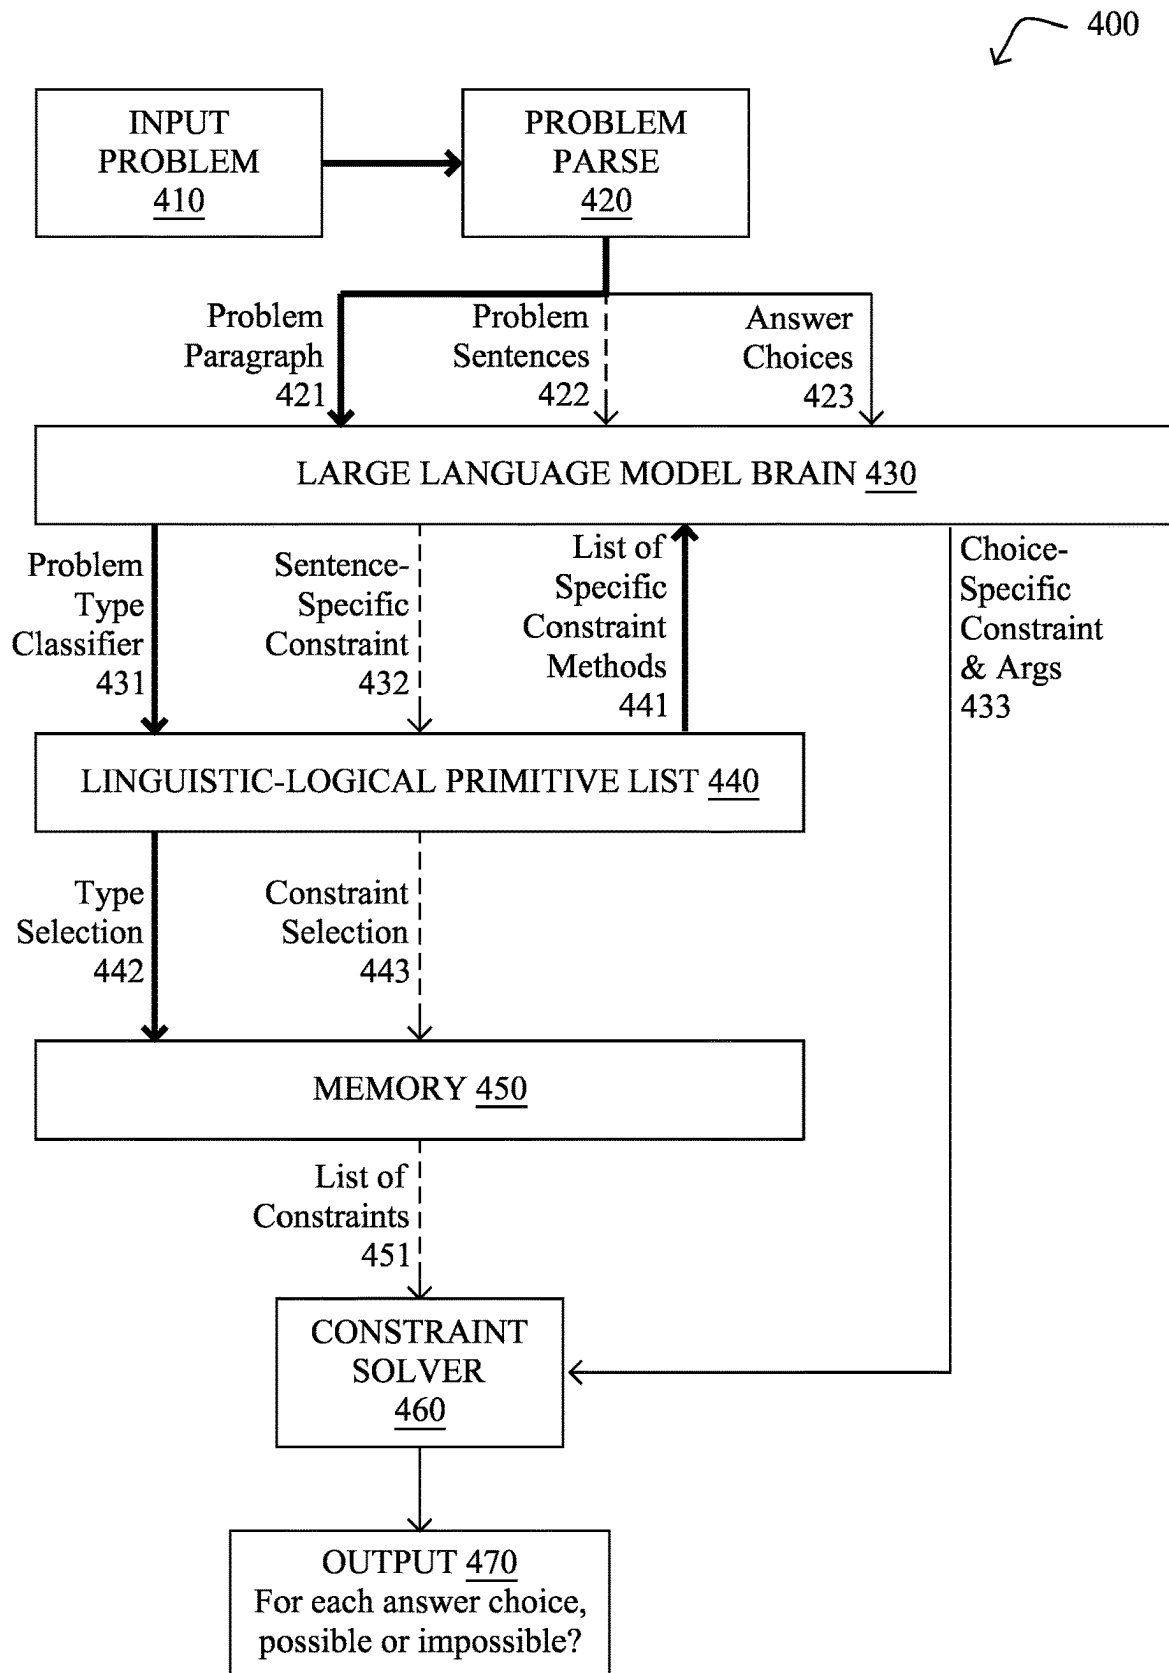 400
INPUT
PROBLEM
410
PROBLEM
PARSE
420
Problem
Paragraph
421
Problem
Sentences
422
Answer
Choices
423
LARGE LANGUAGE MODEL BRAIN 430
Problem
Type
Classifier
431
Sentence-
Specific
Constraint
432
List of
Specific
Constraint
Methods
441
Choice-
Specific
Constraint
& Args
433
LINGUISTIC-LOGICAL PRIMITIVE LIST 440
Type
Selection
442
Constraint
Selection
443
MEMORY 450
List of
Constraints
451
CONSTRAINT
SOLVER
460
OUTPUT 470
For each answer choice,
possible or impossible?